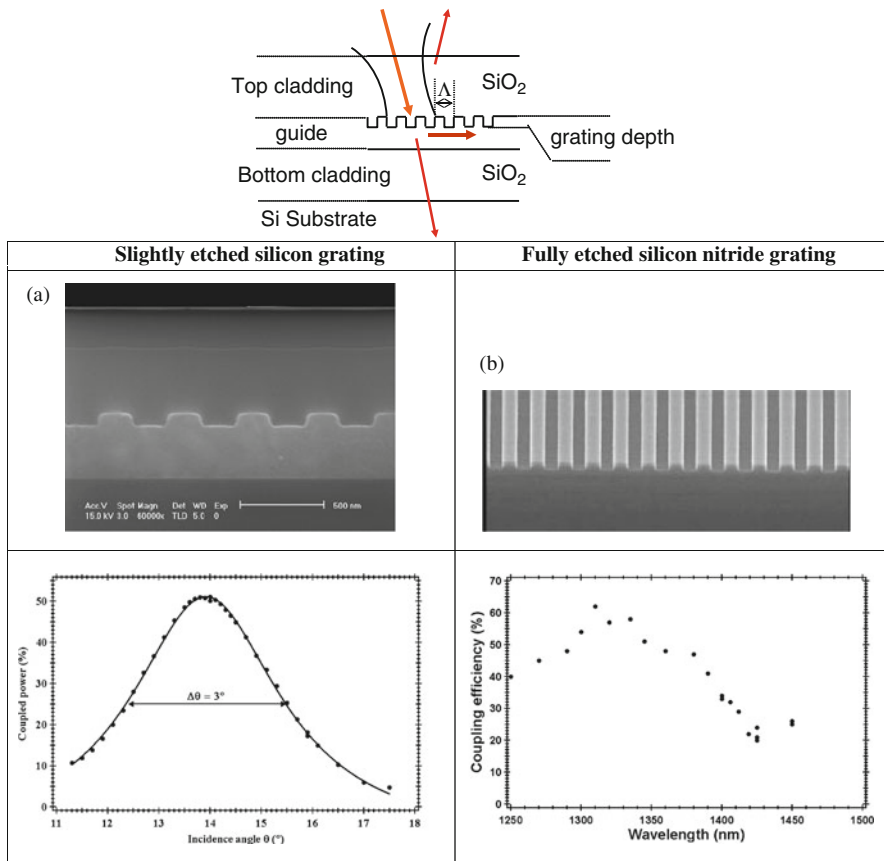 Top cladding
SiO2
Λ
guide
grating depth
Bottom cladding
SiO2
Si Substrate
Slightly etched silicon grating
Fully etched silicon nitride grating
(a)
(b)
Acc.V Spot Magn Det WD Exp
15.0 kV 3.0 60000x TLD 5.0 0
500 nm
50
40
30
20
10
0
Δθ = 3°
Coupled power (%)
11 12 13 14 15 16 17 18
Incidence angle θ (°)
70
60
50
40
30
20
10
0
Coupling efficiency (%)
1250 1300 1350 1400 1450 1500
Wavelength (nm)